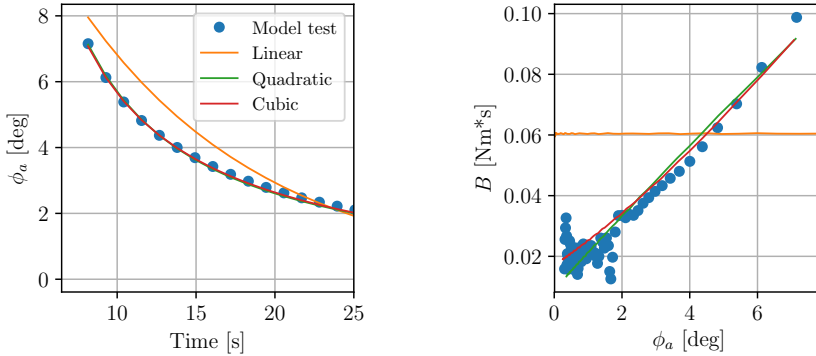 8
6
4
2
0
ϕₐ [deg]
10
15
20
25
Time [s]
Model test
Linear
Quadratic
Cubic
0.10
0.08
0.06
0.04
0.02
B [Nm*s]
0
2
4
6
ϕₐ [deg]